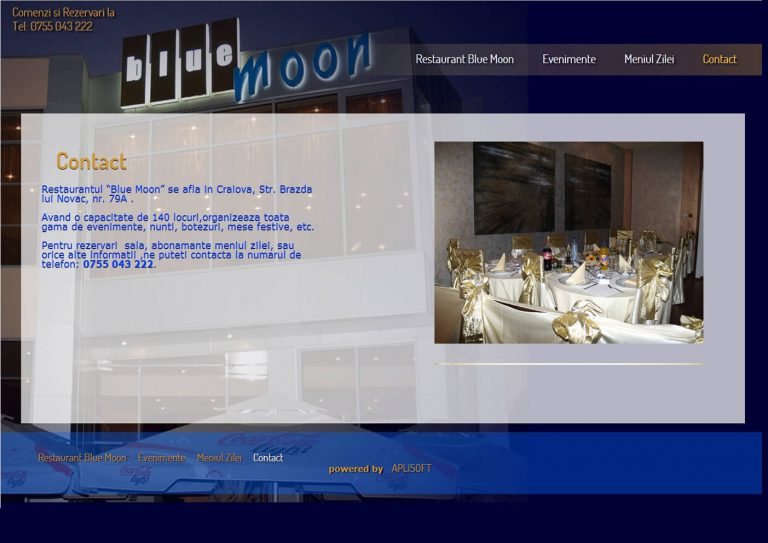 Comenzi si Rezervari la
Tel: 0755 043 222.
blue moon
Restaurant Blue Moon Evenimente Meniul Zilei Contact
Contact
Restaurantul "Blue Moon" se afla in Craiova, Str. Brazda
lui Novac, nr. 79A .
Avand o capacitate de 140 locuri,organizeaza toata
gama de evenimente, nunti, botezuri, mese festive, etc.
Pentru rezervari sala, abonamante meniul zilei, sau
orice alte informatii ,ne puteti contacta la numarul de
telefon: 0755 043 222.
Coca-Cola
light
Restaurant Blue Moon Evenimente Meniul Zilei Contact
powered by APLISOFT